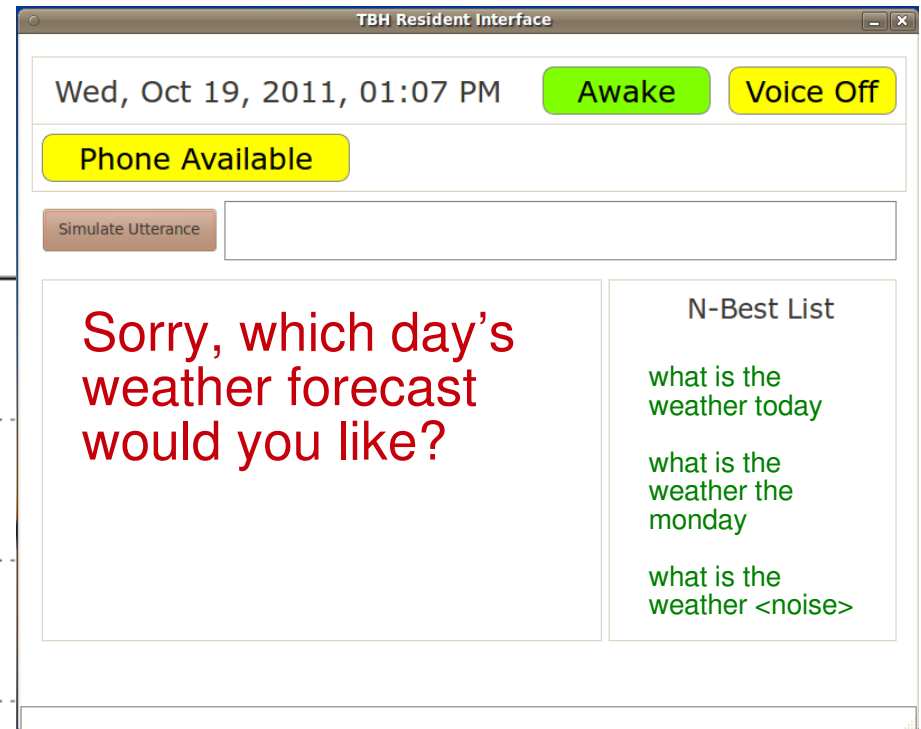 TBH Resident Interface
Wed, Oct 19, 2011, 01:07 PM
Awake
Voice Off
Phone Available
Simulate Utterance
Sorry, which day's
weather forecast
would you like?
N-Best List
what is the
weather today
what is the
weather the
monday
what is the
weather <noise>